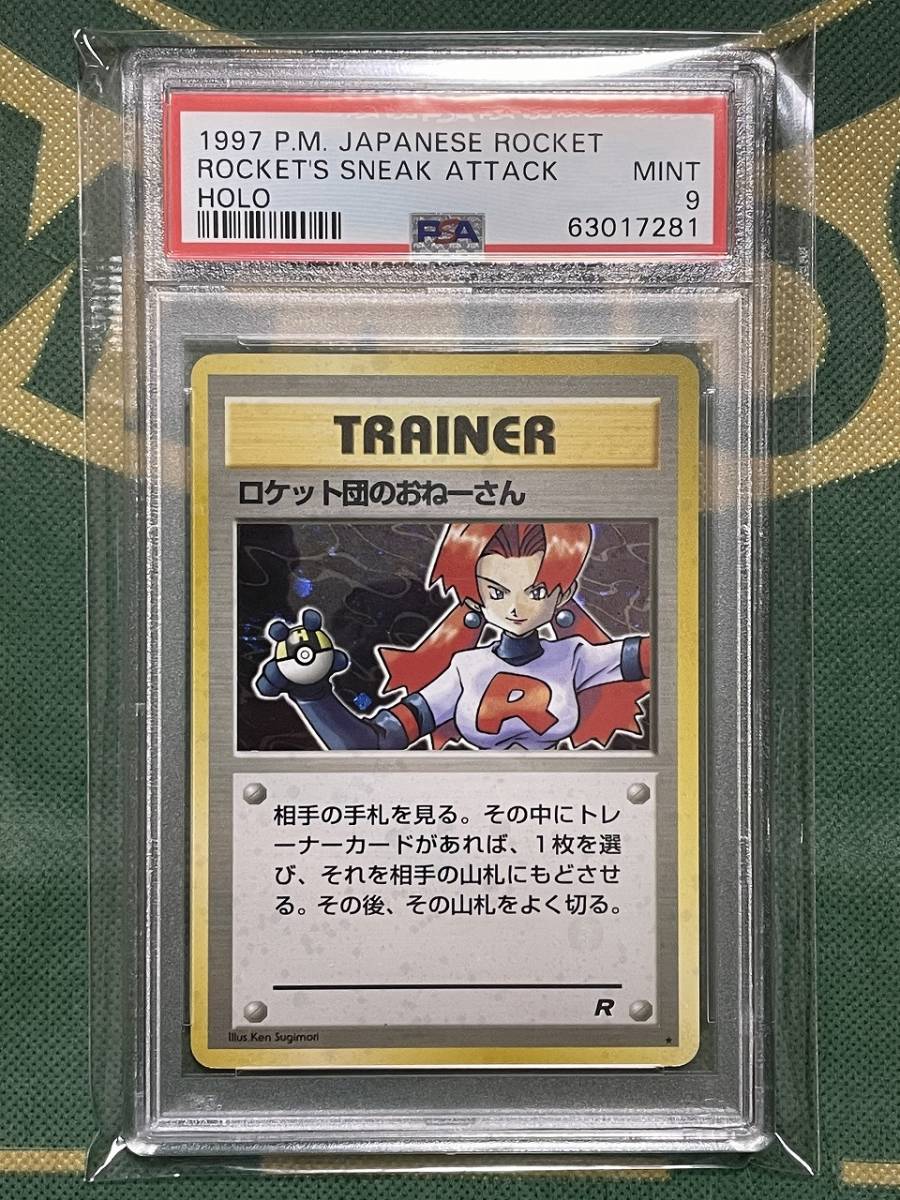 1997 P.M. JAPANESE ROCKET
ROCKET'S SNEAK ATTACK MINT
HOLO 9
PSA 63017281
TRAINER
ロケット団のおねーさん
R
相手の手札を見る。その中にトレ
ーナーカードがあれば、1枚を選
び、それを相手の山札にもどさせ
る。その後、その山札をよく切る。
R
Illus.Ken Sugimori